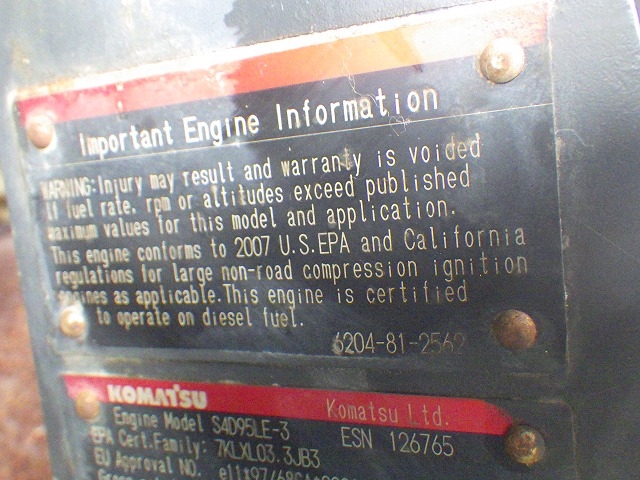 Important Engine Information
WARNING:Injury may result and warranty is voided
if fuel rate, rpm or altitudes exceed published
maximum values for this model and application.
This engine conforms to 2007 U.S.EPA and California
regulations for large non-road compression ignition
engines as applicable.This engine is certified
to operate on diesel fuel.
6204-81-2562
KOMATSU Komatsu Ltd.
Engine Model S4D95LE-3 ESN 126765
EPA Cert.Family: 7KLXL03.3JB3
EU Approval NO.